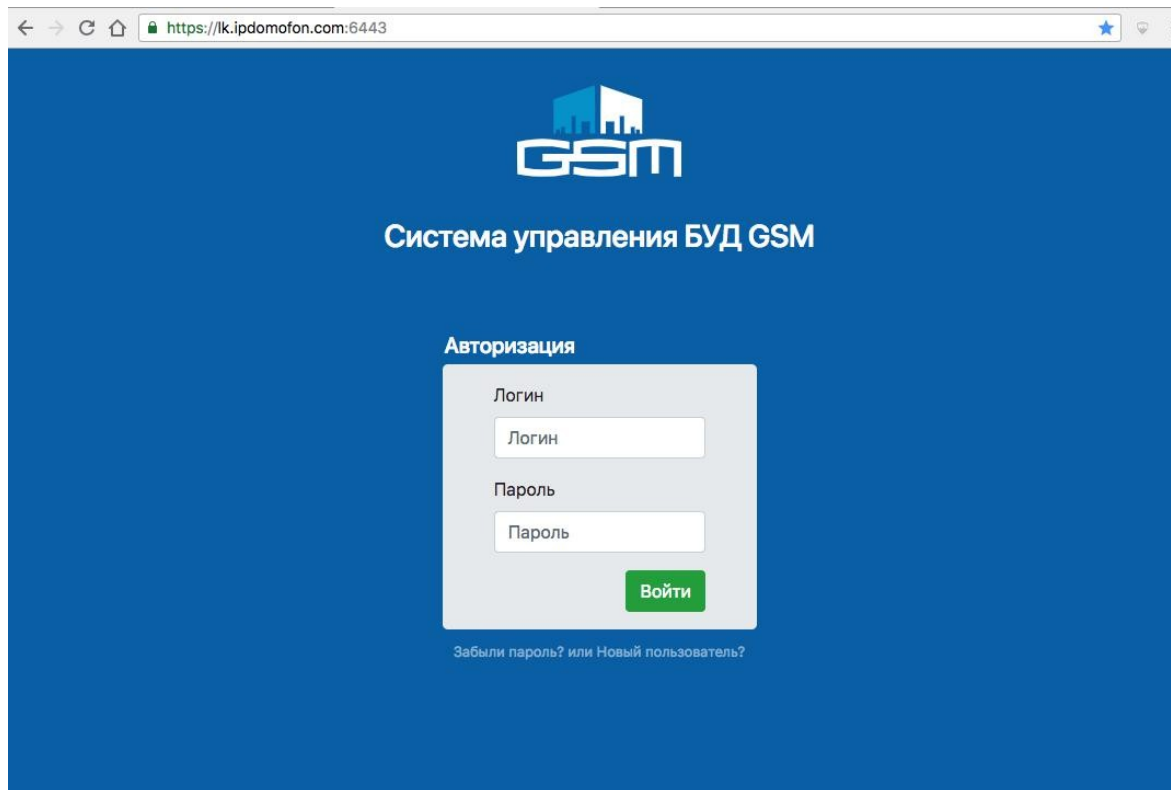 https://lk.ipdomofon.com:6443
GSM
Система управления БУД GSM
Авторизация
Логин
Логин
Пароль
Пароль
Войти
Забыли пароль? или Новый пользователь?